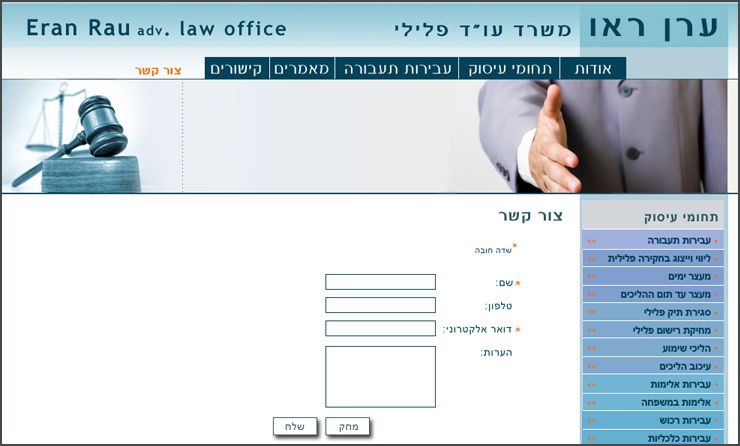 ערן ראו משרד עו״ד פלילי Eran Rau adv. law office
אודות תחומי עיסוק עבירות תעבורה מאמרים קישורים צור קשר
תחומי עיסוק
עבירות תעבורה >>
ליווי וייצוג בחקירה פלילית >>
מעצר ימים >>
מעצר עד תום ההליכים >>
סגירת תיק פלילי >>
מחיקת רישום פלילי >>
הליכי שימוע >>
עיכוב הליכים >>
עבירות אלימות >>
אלימות במשפחה >>
עבירות רכוש >>
עבירות כלכליות >>
צור קשר
*שדה חובה
*שם:
טלפון:
*דואר אלקטרוני:
הערות:
מחק שלח